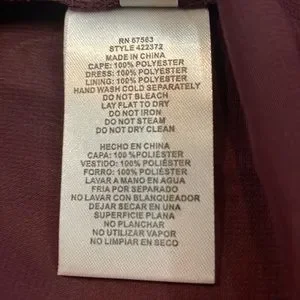 RN 67563
STYLE 422372
MADE IN CHINA
CAPE: 100% POLYESTER
DRESS: 100% POLYESTER
LINING: 100% POLYESTER
HAND WASH COLD SEPARATELY
DO NOT BLEACH
LAY FLAT TO DRY
DO NOT IRON
DO NOT STEAM
DO NOT DRY CLEAN
HECHO EN CHINA
CAPA: 100% POLIÉSTER
VESTIDO: 100% POLIÉSTER
FORRO: 100% POLIÉSTER
LAVAR A MANO EN AGUA
FRIA POR SEPARADO
NO LAVAR CON BLANQUEADOR
DEJAR SECAR EN UNA
SUPERFICIE PLANA
NO PLANCHAR
NO UTILIZAR VAPOR
NO LIMPIAR EN SECO